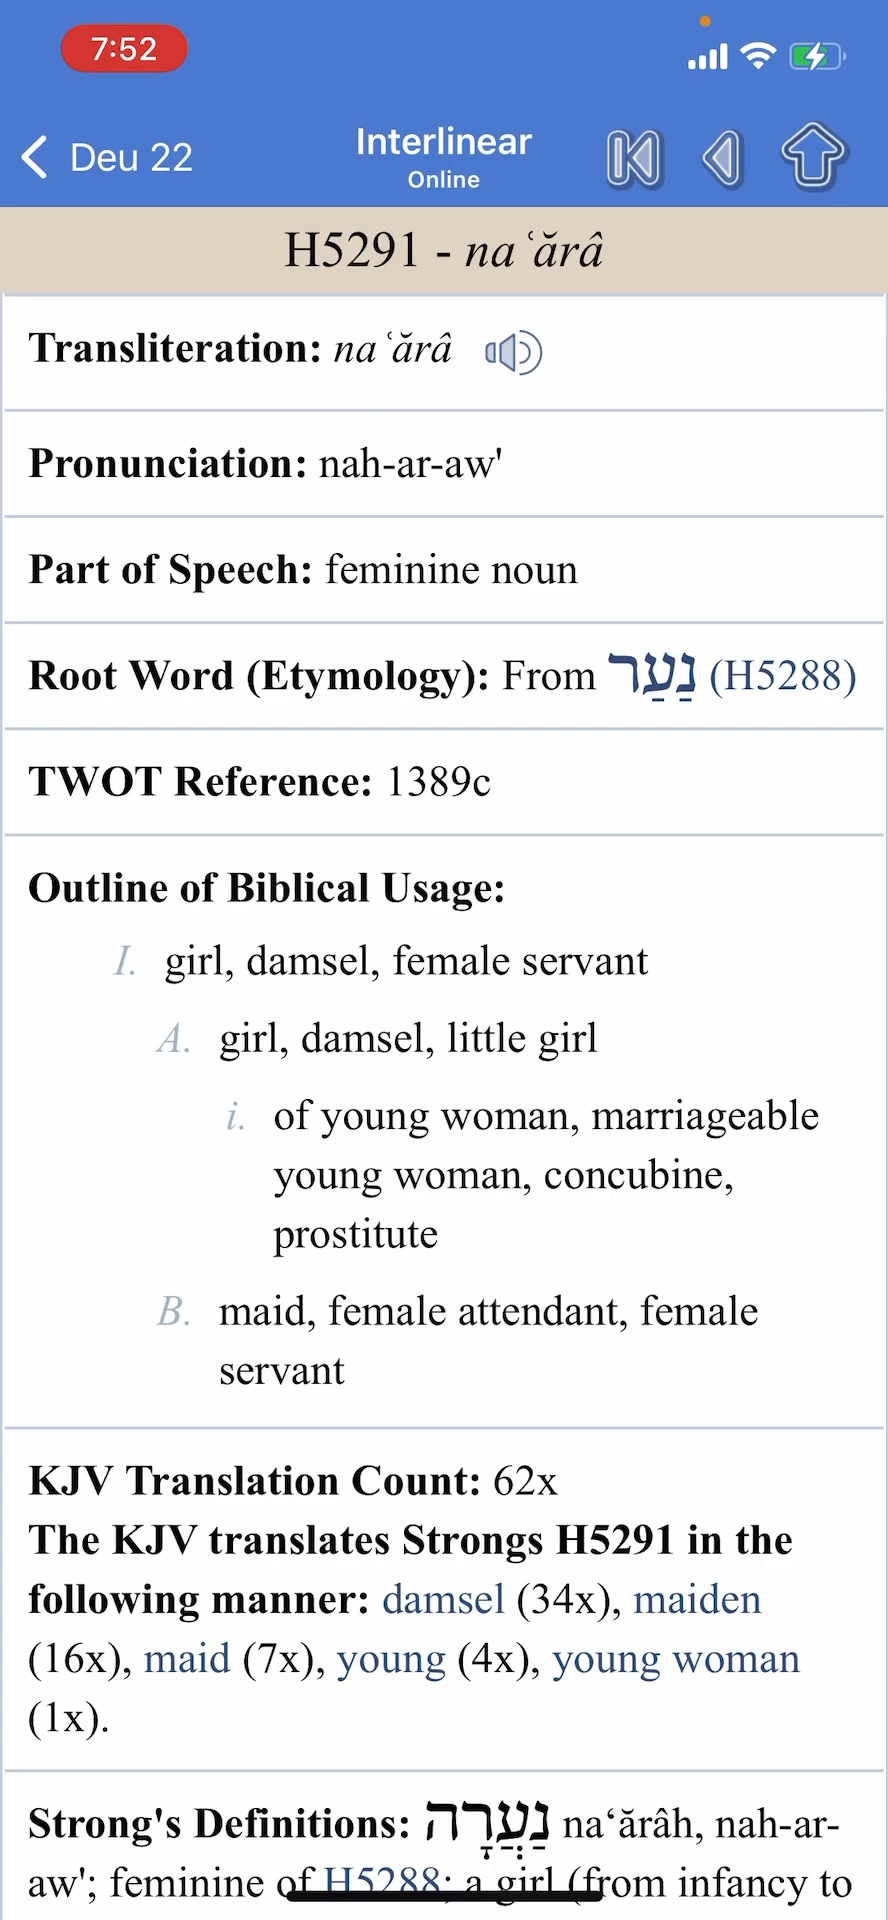 7:52
Deu 22
Interlinear
Online
H5291 - naʿărâ
Transliteration: naʿărâ
Pronunciation: nah-ar-aw'
Part of Speech: feminine noun
Root Word (Etymology): From נַעַר (H5288)
TWOT Reference: 1389c
Outline of Biblical Usage:
I. girl, damsel, female servant
A. girl, damsel, little girl
i. of young woman, marriageable
young woman, concubine,
prostitute
B. maid, female attendant, female
servant
KJV Translation Count: 62x
The KJV translates Strongs H5291 in the
following manner: damsel (34x), maiden
(16x), maid (7x), young (4x), young woman
(1x).
Strong's Definitions: נַעֲרָה naʻărâh, nah-ar-
aw'; feminine of H5288; a girl (from infancy to